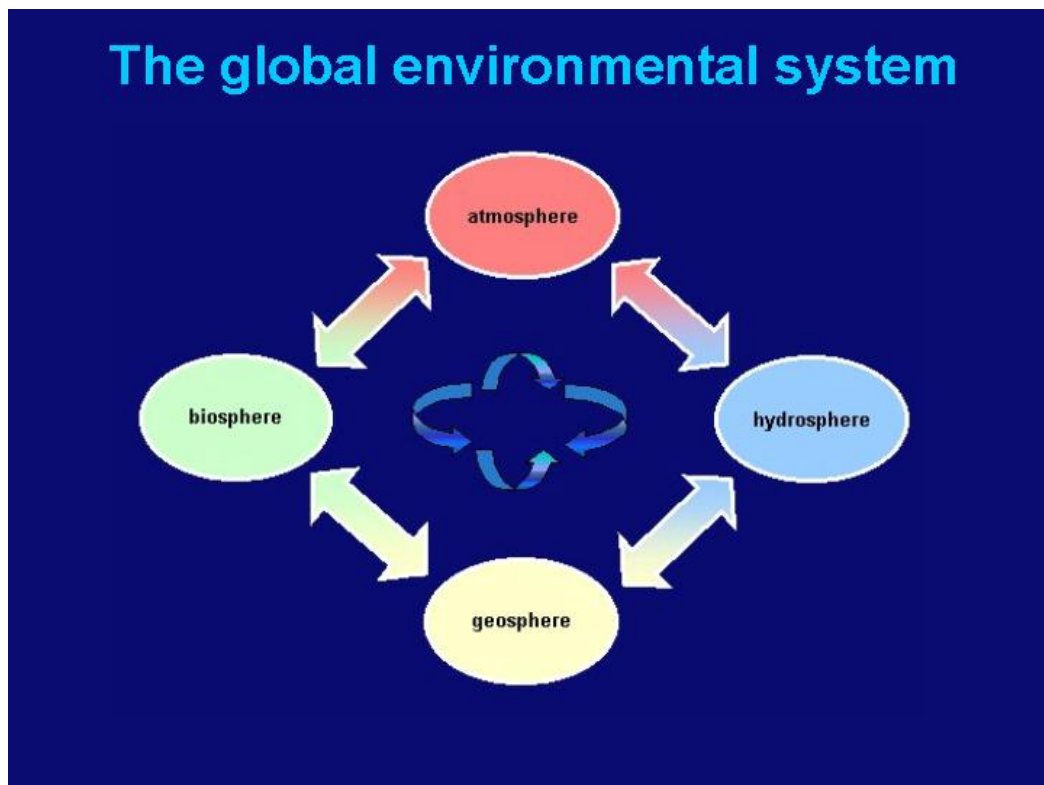 The global environmental system
atmosphere
biosphere
hydrosphere
geosphere